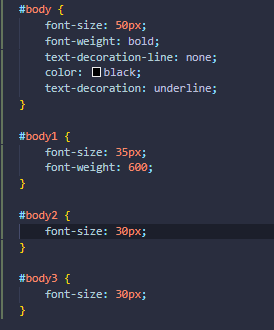 #body {
    font-size: 50px;
    font-weight: bold;
    text-decoration-line: none;
    color: black;
    text-decoration: underline;
}
#body1 {
    font-size: 35px;
    font-weight: 600;
}
#body2 {
    font-size: 30px;
}
#body3 {
    font-size: 30px;
}